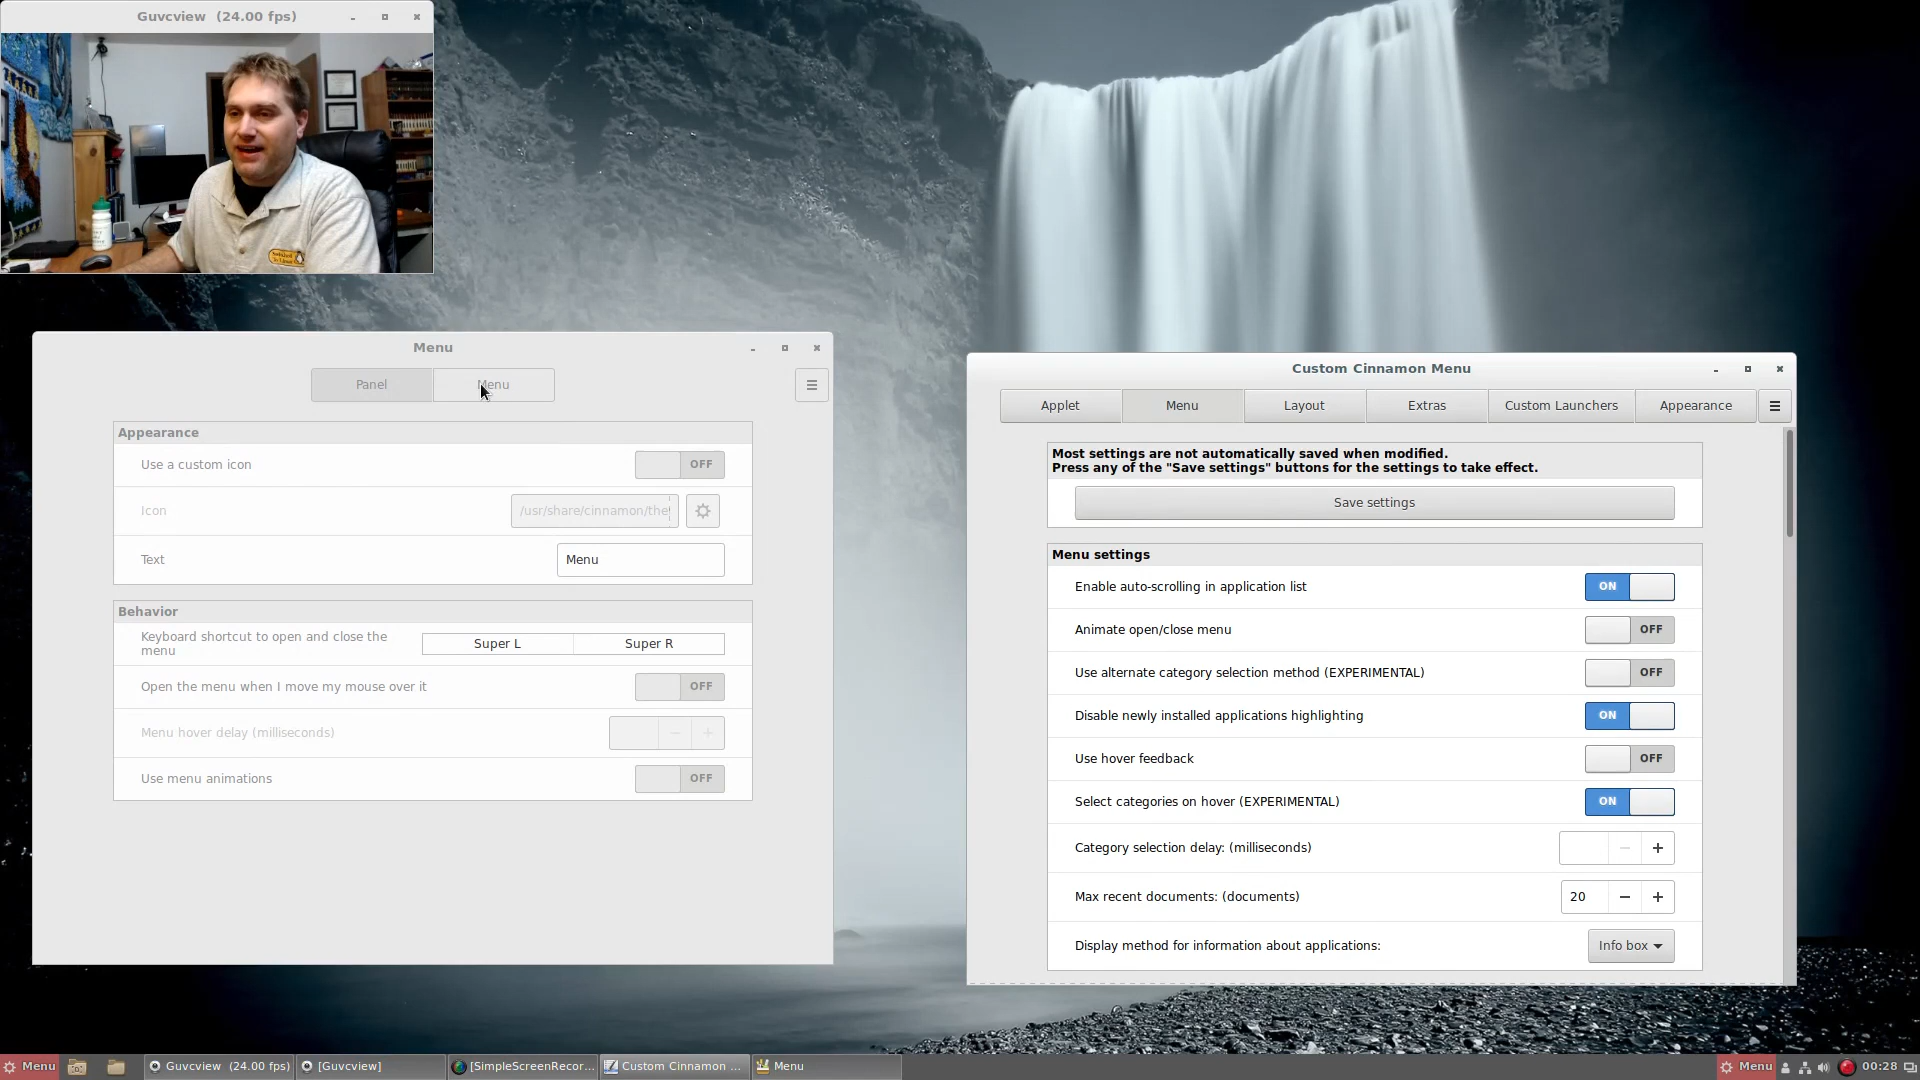 Guvcview (24.00 fps)
Menu
Panel
Menu
Appearance
Use a custom icon
OFF
Icon
/usr/share/cinnamon/the
Text
Menu
Behavior
Keyboard shortcut to open and close the
menu
Super L
Super R
Open the menu when I move my mouse over it
OFF
Menu hover delay (milliseconds)
Use menu animations
OFF
Custom Cinnamon Menu
Applet
Menu
Layout
Extras
Custom Launchers
Appearance
Most settings are not automatically saved when modified.
Press any of the "Save settings" buttons for the settings to take effect.
Save settings
Menu settings
Enable auto-scrolling in application list
ON
Animate open/close menu
OFF
Use alternate category selection method (EXPERIMENTAL)
OFF
Disable newly installed applications highlighting
ON
Use hover feedback
OFF
Select categories on hover (EXPERIMENTAL)
ON
Category selection delay: (milliseconds)
Max recent documents: (documents)
20
Display method for information about applications:
Info box
Menu
Guvcview (24.00 fps)
[Guvcview]
[SimpleScreenRecor...
Custom Cinnamon ...
Menu
Menu
00:28